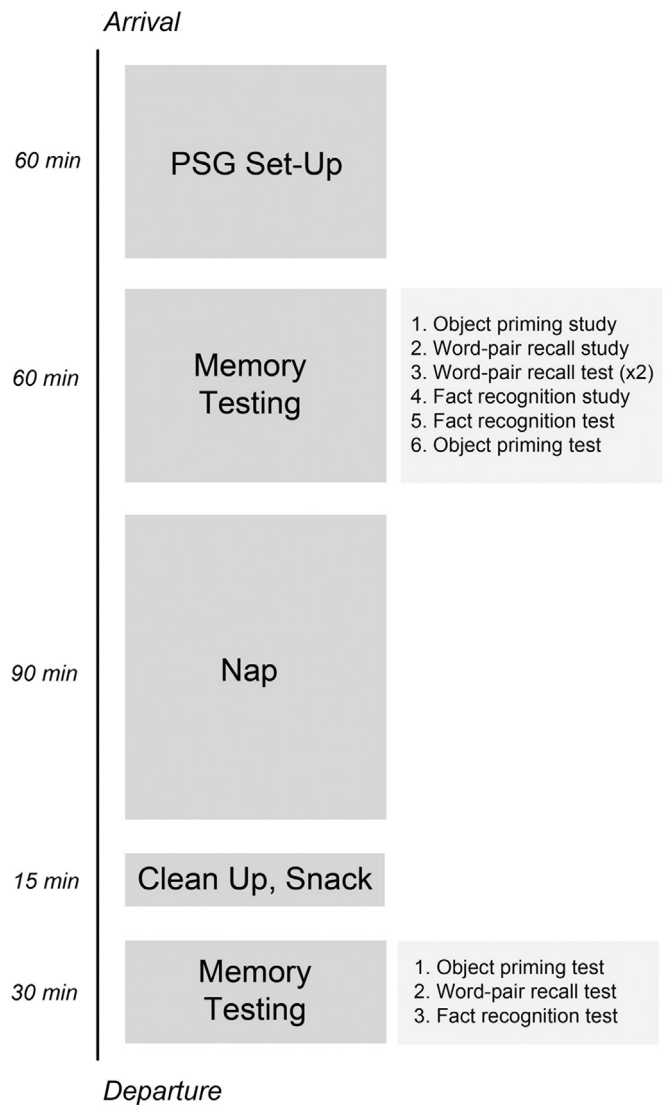 Arrival
60 min
PSG Set-Up
60 min
Memory
Testing
1. Object priming study
2. Word-pair recall study
3. Word-pair recall test (x2)
4. Fact recognition study
5. Fact recognition test
6. Object priming test
90 min
Nap
15 min
Clean Up, Snack
30 min
Memory
Testing
1. Object priming test
2. Word-pair recall test
3. Fact recognition test
Departure